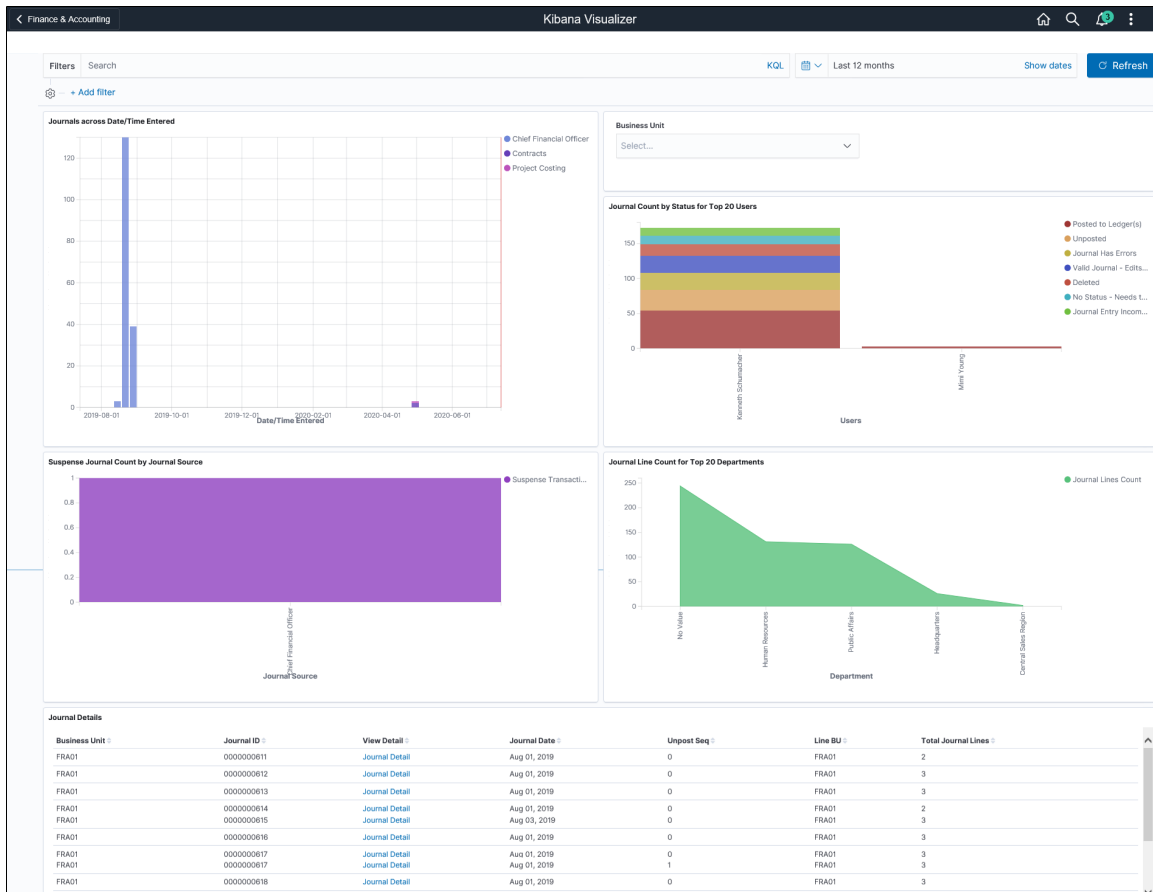 Finance & Accounting
Kibana Visualizer
3
Filters Search KQL Last 12 months Show dates Refresh
+ Add filter
Journals across Date/Time Entered
120
100
80
60
40
20
0
2019-08-01 2019-10-01 2019-12-01 2020-02-01 2020-04-01 2020-06-01
Date/Time Entered
Chief Financial Officer
Contracts
Project Costing
Business Unit
Select...
Journal Count by Status for Top 20 Users
150
100
50
0
Kenneth Schumacher
Mimi Young
Users
Posted to Ledger(s)
Unposted
Journal Has Errors
Valid Journal - Edits...
Deleted
No Status - Needs t...
Journal Entry Incom...
Suspense Journal Count by Journal Source
1
0.8
0.6
0.4
0.2
0
Chief Financial Officer
Journal Source
Suspense Transacti...
Journal Line Count for Top 20 Departments
250
200
150
100
50
0
No Value
Human Resources
Public Affairs
Headquarters
Central Sales Region
Department
Journal Lines Count
Journal Details
Business Unit Journal ID View Detail Journal Date Unpost Seq Line BU Total Journal Lines
FRA01 0000000611 Journal Detail Aug 01, 2019 0 FRA01 2
FRA01 0000000612 Journal Detail Aug 01, 2019 0 FRA01 3
FRA01 0000000613 Journal Detail Aug 01, 2019 0 FRA01 3
FRA01 0000000614 Journal Detail Aug 01, 2019 0 FRA01 2
FRA01 0000000615 Journal Detail Aug 03, 2019 0 FRA01 3
FRA01 0000000616 Journal Detail Aug 01, 2019 0 FRA01 3
FRA01 0000000617 Journal Detail Aug 01, 2019 0 FRA01 3
FRA01 0000000617 Journal Detail Aug 01, 2019 1 FRA01 3
FRA01 0000000618 Journal Detail Aug 01, 2019 0 FRA01 3